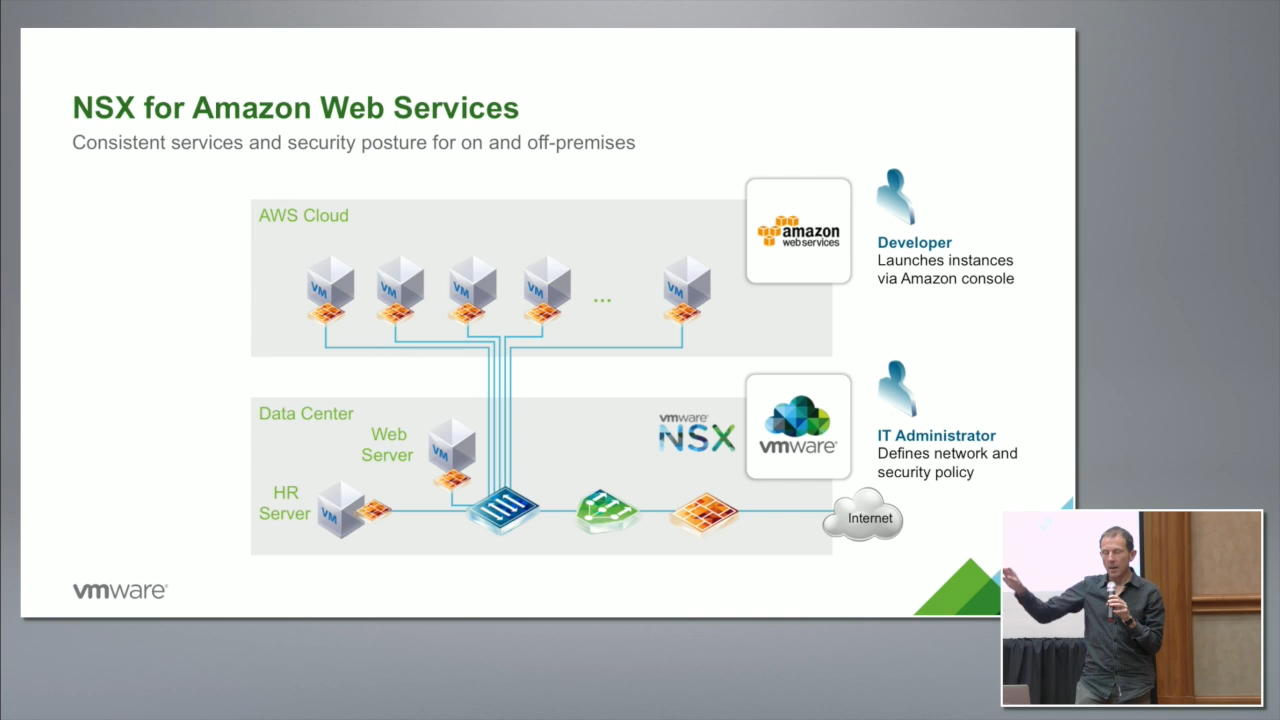 NSX for Amazon Web Services
Consistent services and security posture for on and off-premises
AWS Cloud
VM
VM
VM
VM
...
VM
amazon
web services
Developer
Launches instances
via Amazon console
Data Center
Web
Server
VM
HR
Server
VM
vmware
NSX
vmware
IT Administrator
Defines network and
security policy
Internet
vmware